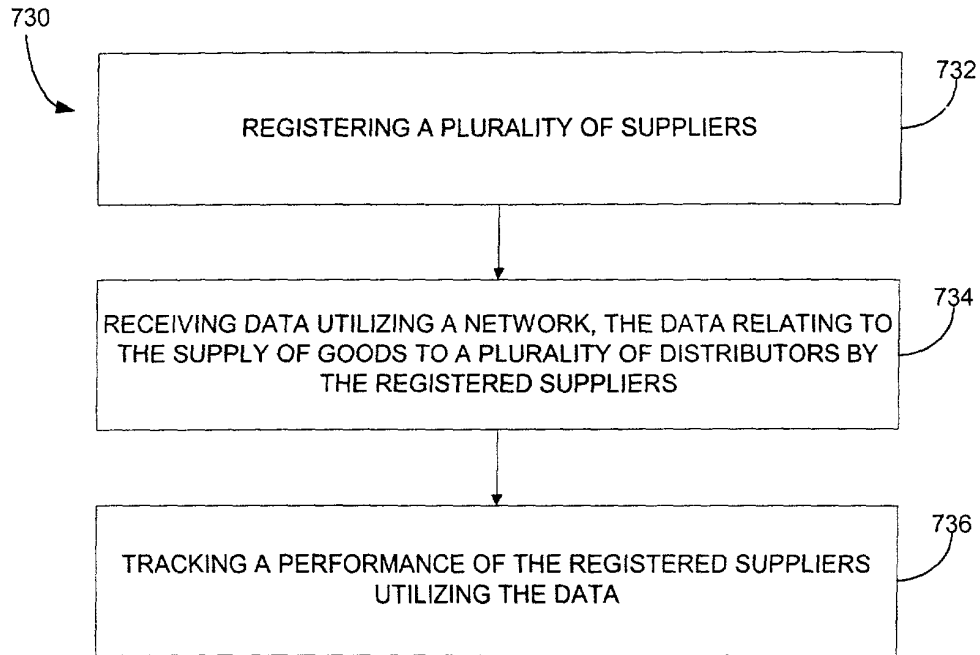 730
732
REGISTERING A PLURALITY OF SUPPLIERS
734
RECEIVING DATA UTILIZING A NETWORK, THE DATA RELATING TO
THE SUPPLY OF GOODS TO A PLURALITY OF DISTRIBUTORS BY
THE REGISTERED SUPPLIERS
736
TRACKING A PERFORMANCE OF THE REGISTERED SUPPLIERS
UTILIZING THE DATA